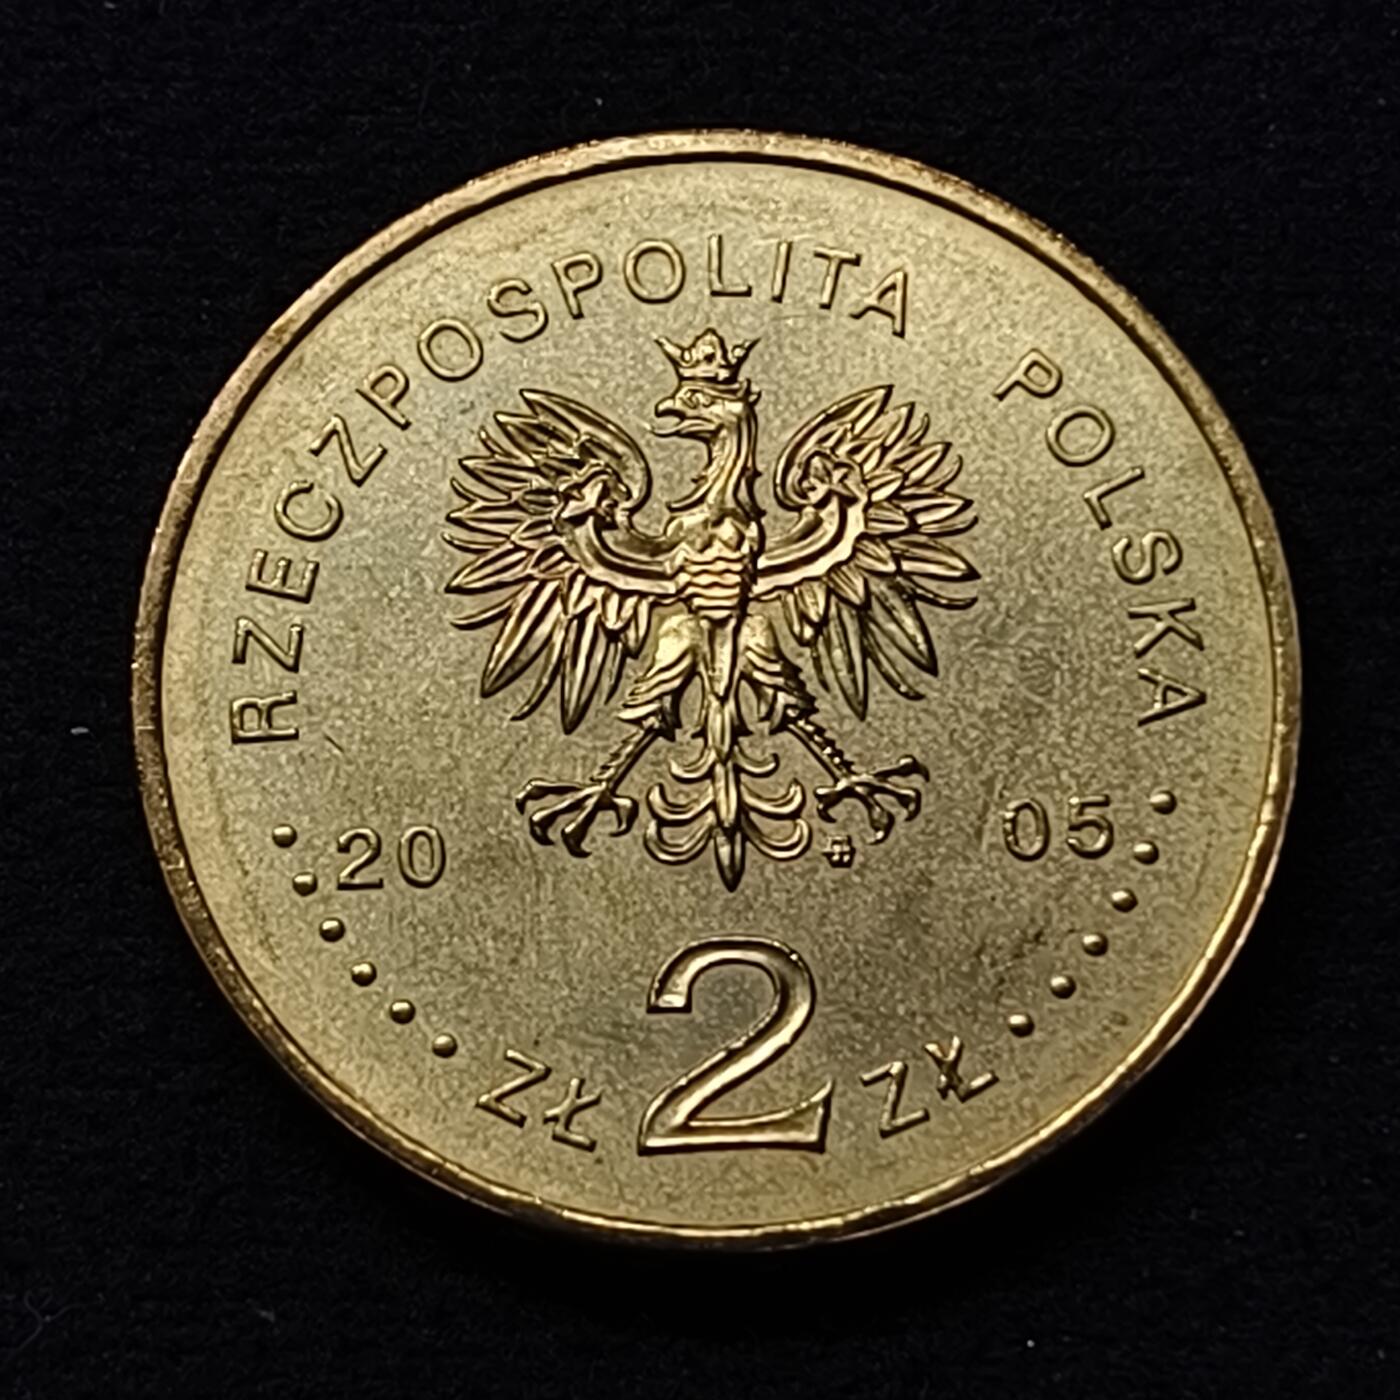 RZECZPOSPOLITA POLSKA
20 05
ZŁ 2 ZŁ